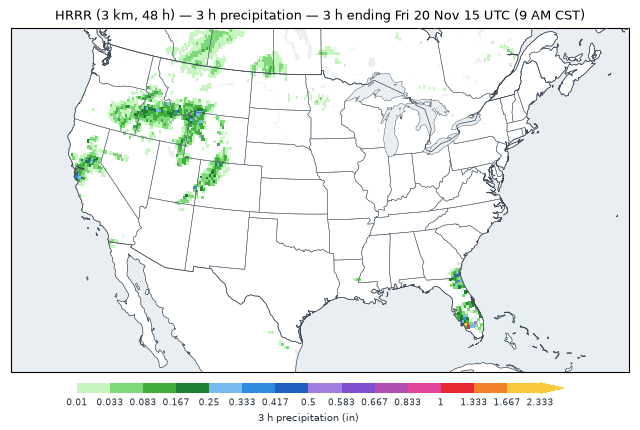 HRRR (3 km, 48 h) — 3 h precipitation — 3 h ending Fri 20 Nov 15 UTC (9 AM CST)
0.01 0.033 0.083 0.167 0.25 0.333 0.417 0.5 0.583 0.667 0.833 1 1.333 1.667 2.333
3 h precipitation (in)